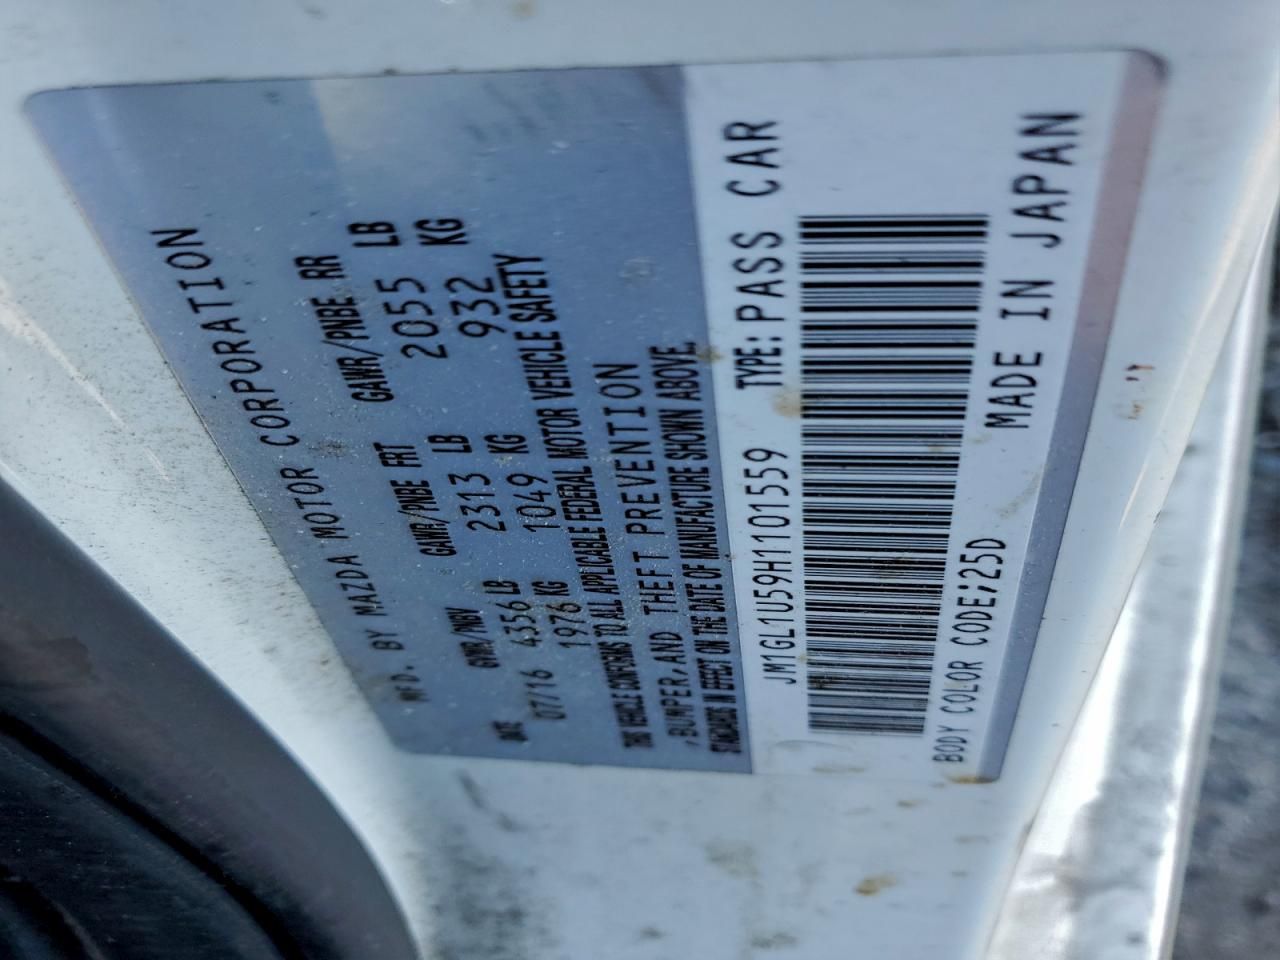 MFD. BY MAZDA MOTOR CORPORATION
DATE GVWR/PNBV GAWR/PNBE FRT GAWR/PNBE RR
07/16 4356 LB 2313 LB 2055 LB
1976 KG 1049 KG 932 KG
THIS VEHICLE CONFORMS TO ALL APPLICABLE FEDERAL MOTOR VEHICLE SAFETY
,BUMPER,AND THEFT PREVENTION
STANDARDS IN EFFECT ON THE DATE OF MANUFACTURE SHOWN ABOVE.
JM1GL1U59H1101559 TYPE:PASS CAR
BODY COLOR CODE;25D MADE IN JAPAN